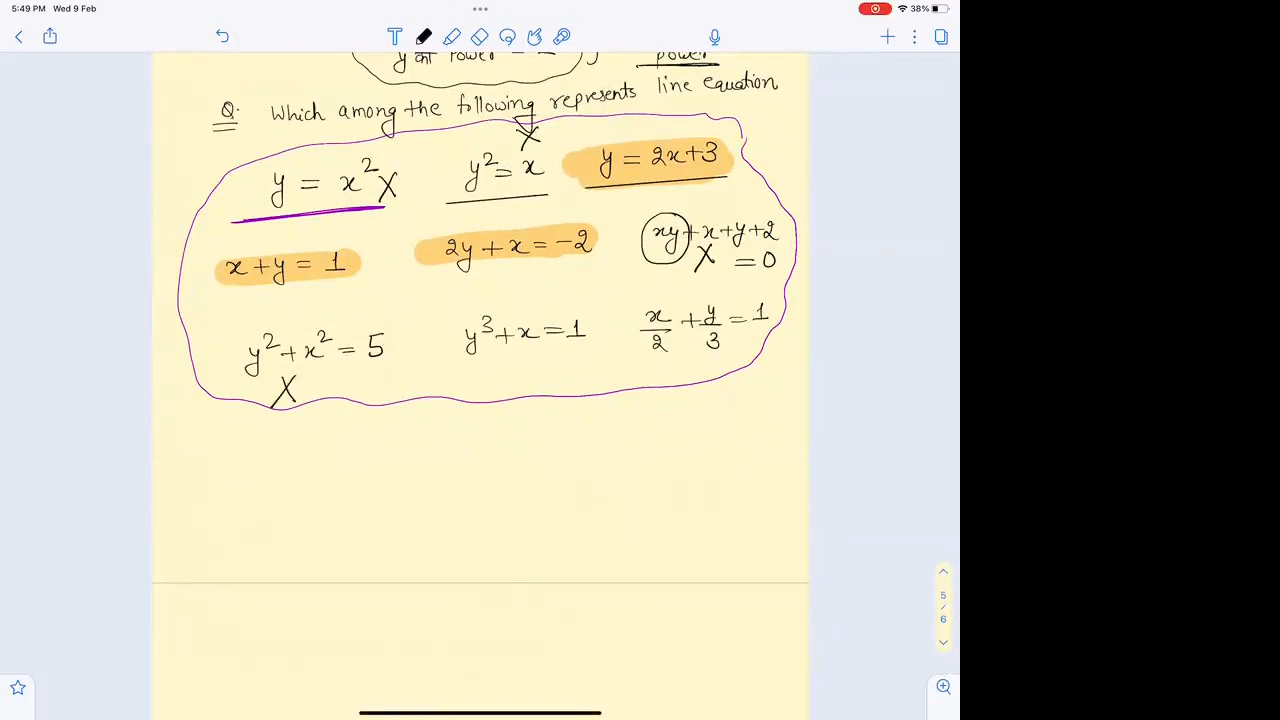 5:49 PM Wed 9 Feb
38%
y की Power =
power
Q. Which among the following represents line equation
y = x² X
y² = x X
y = 2x+3
x + y = 1
2y + x = -2
xy + x + y + 2 = 0 X
y² + x² = 5 X
y³ + x = 1
x/2 + y/3 = 1
5 / 6